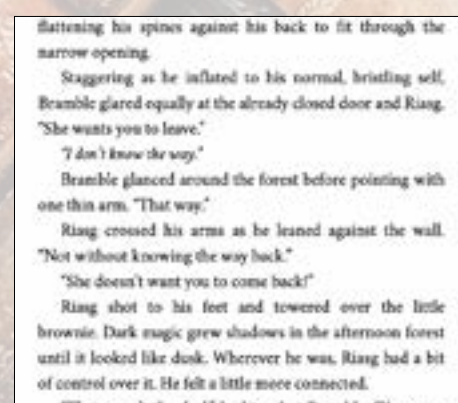 flattening his spines against his back to fit through the
narrow opening.
Staggering as he inflated to his normal, bristling self,
Bramble glared equally at the already closed door and Riasg.
"She wants you to leave."
"I don't know the way."
Bramble glanced around the forest before pointing with
one thin arm. "That way."
Riasg crossed his arms as he leaned against the wall.
"Not without knowing the way back."
"She doesn't want you to come back!"
Riasg shot to his feet and towered over the little
brownie. Dark magic grew shadows in the afternoon forest
until it looked like dusk. Wherever he was, Riasg had a bit
of control over it. He felt a little more connected.